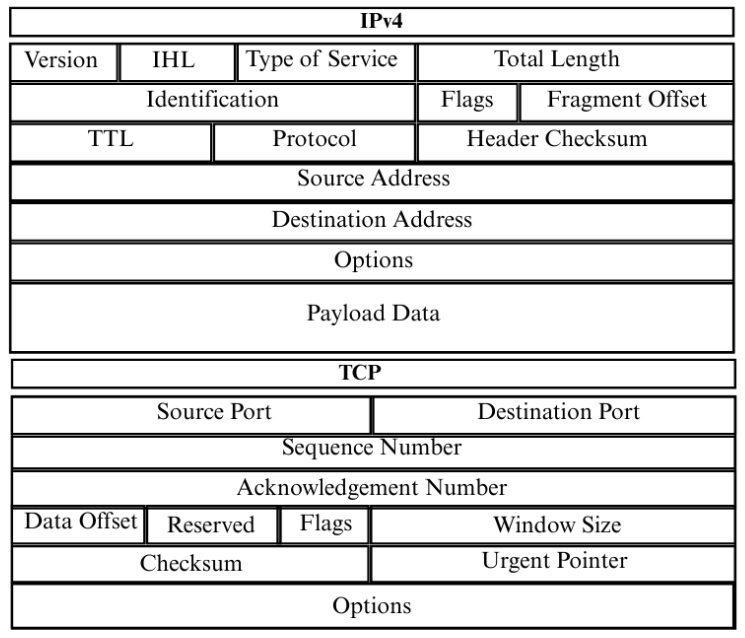 IPv4
Version IHL Type of Service Total Length
Identification Flags Fragment Offset
TTL Protocol Header Checksum
Source Address
Destination Address
Options
Payload Data
TCP
Source Port Destination Port
Sequence Number
Acknowledgement Number
Data Offset Reserved Flags Window Size
Checksum Urgent Pointer
Options